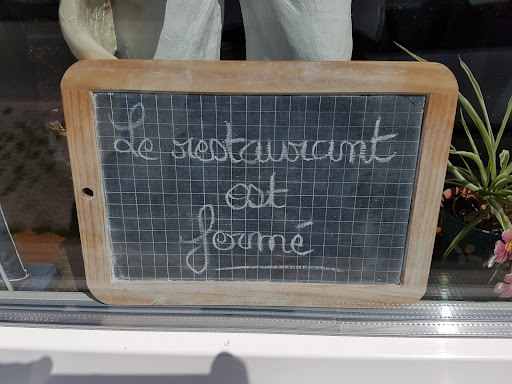 Le restaurant
est
fermé